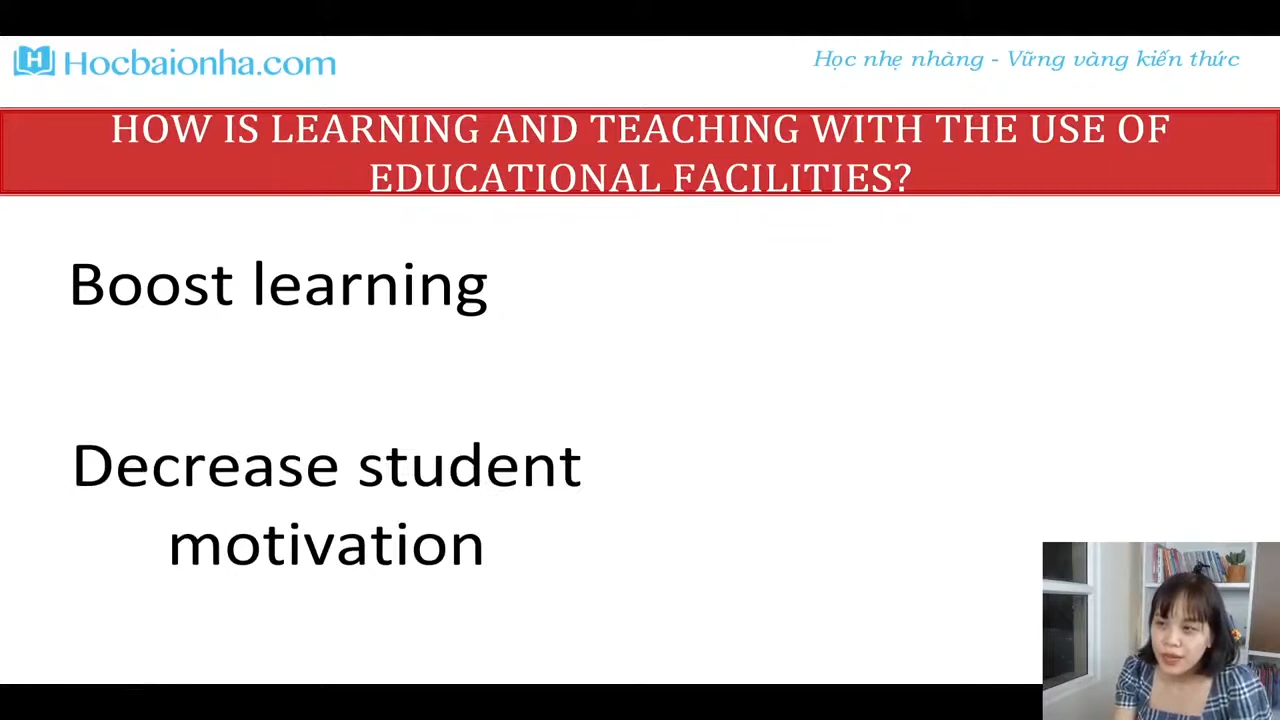 Hocbaionha.com
Học nhẹ nhàng - Vững vàng kiến thức
HOW IS LEARNING AND TEACHING WITH THE USE OF
EDUCATIONAL FACILITIES?
Boost learning
Decrease student
motivation